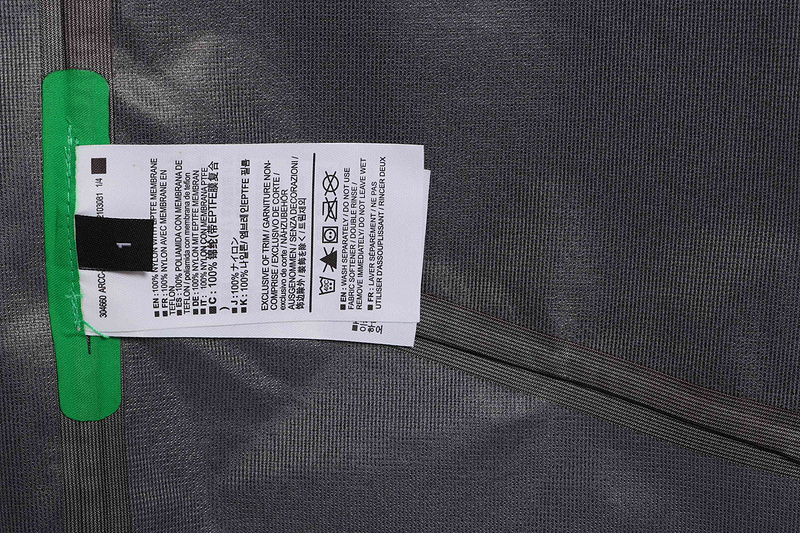 304660 ARCC- 2103081 1/4
1
■ EN: 100% NYLON WITH EPTFE MEMBRANE
■ FR: 100% NYLON AVEC MEMBRANE EN
TEFLON
■ ES: 100% POLIAMIDA CON MEMBRANA DE
TEFLON / peliamida con membrana de teflon
■ DE: 100% NYLON MIT EPTFE MEMBRAN
■ IT: 100% NYLON CON MEMBRANA PTFE
■ C: 100% 锦纶(带EPTFE膜复合
)
■ J: 100% ナイロン
■ K: 100% 나일론/ 멤브레인EPTFE 필름
EXCLUSIVE OF TRIM / GARNITURE NON-
COMPRISE / EXCLUSIVO DE CORTE /
exclusivo de corte / NÄHZUBEHÖR
AUSGENOMMEN / SENZA DECORAZIONI /
饰边除外 / 装飾を除く / 트림제외
■ EN: WASH SEPARATELY / DO NOT USE
FABRIC SOFTENER / DOUBLE RINSE /
REMOVE IMMEDIATELY / DO NOT LEAVE WET
■ FR: LAVER SÉPARÉMENT / NE PAS
UTILISER D'ASSOUPLISSANT / RINCER DEUX